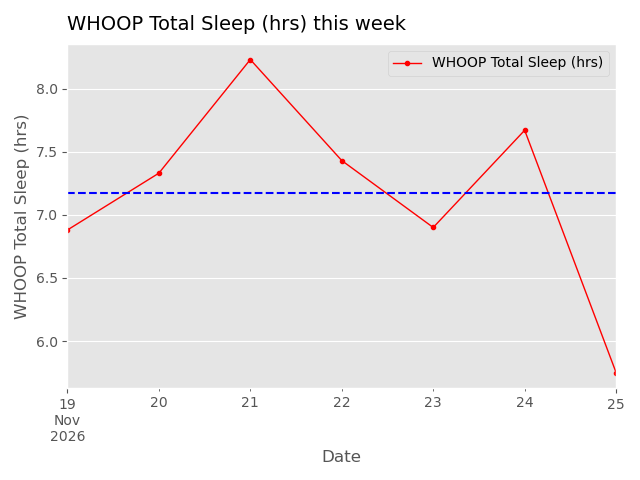 WHOOP Total Sleep (hrs) this week
WHOOP Total Sleep (hrs)
WHOOP Total Sleep (hrs)
8.0
7.5
7.0
6.5
6.0
19
Nov
2026
20
21
22
23
24
25
Date